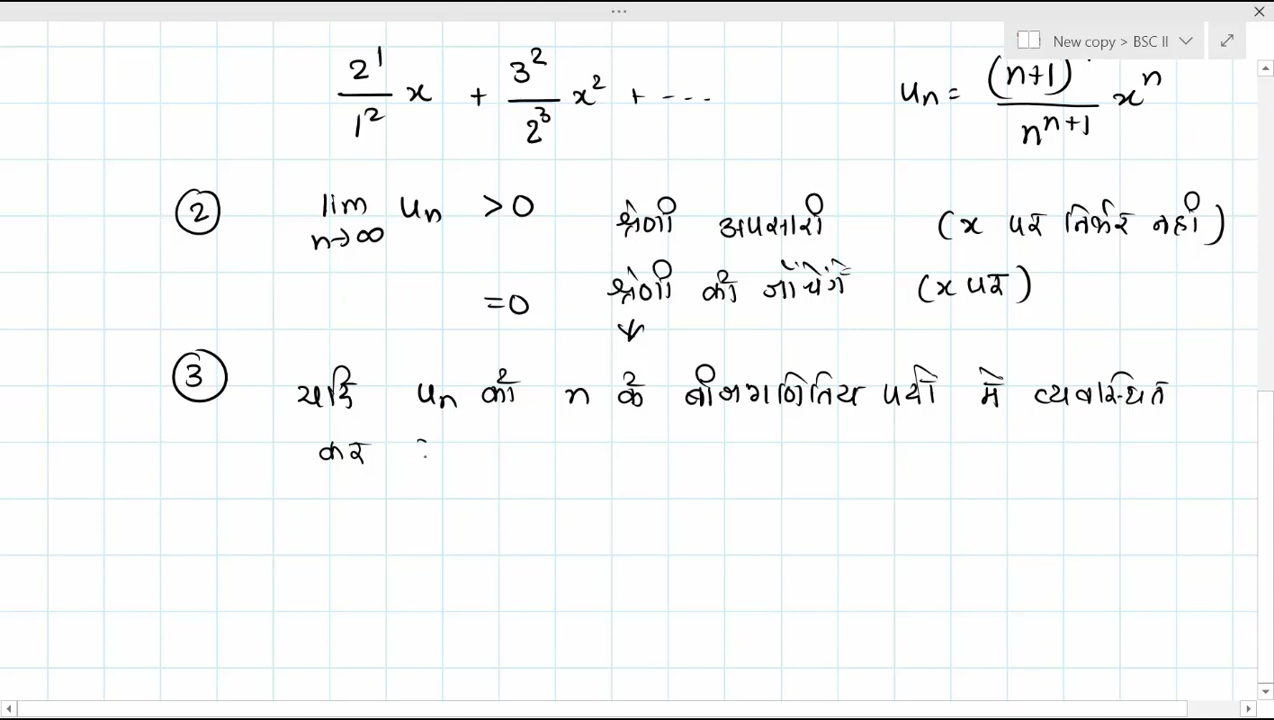 New copy > BSC II
2¹/1² x + 3²/2³ x² + ---- uₙ = (n+1) / nⁿ⁺¹ xⁿ
② lim n→∞ uₙ > 0 श्रेणी अपसारी (x पर निर्भर नहीं)
= 0 श्रेणी की जाँचेंगे (x पर)
③ यदि uₙ को n के बीजगणितिय पदों में व्यवस्थित
कर